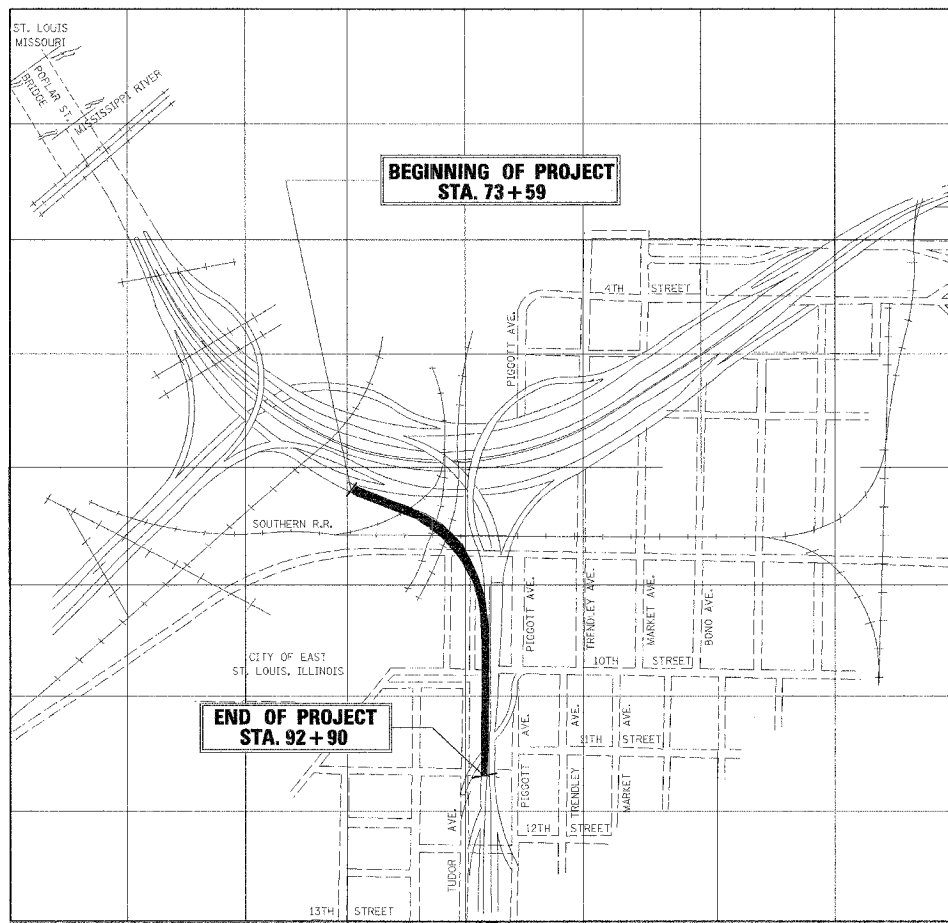 ST. LOUIS
MISSOURI
POPLAR ST.
BRIDGE
MISSISSIPPI RIVER
BEGINNING OF PROJECT
STA. 73+59
4TH STREET
PIGGOTT AVE.
SOUTHERN R.R.
PIGGOTT AVE.
TRENDLEY AVE.
MARKET AVE.
BOND AVE.
CITY OF EAST
ST. LOUIS, ILLINOIS
10TH STREET
END OF PROJECT
STA. 92+90
PIGGOTT AVE.
TRENDLEY AVE.
MARKET AVE.
11TH STREET
TUDOR AVE.
12TH STREET
13TH STREET